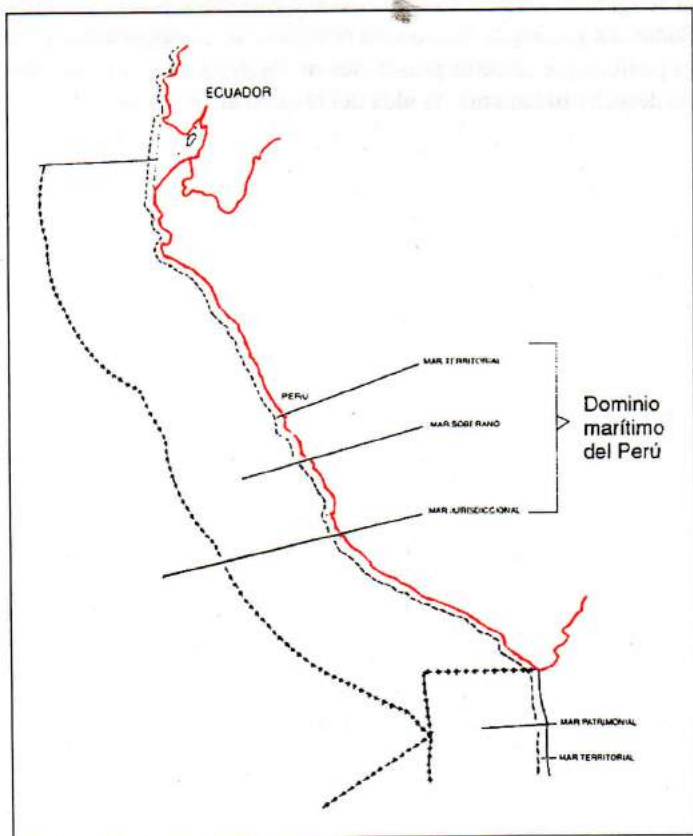 ECUADOR
MAR TERRITORIAL
PERU
Dominio
marítimo
del Perú
MAR SOBERANO
MAR JURISDICCIONAL
MAR PATRIMONIAL
MAR TERRITORIAL